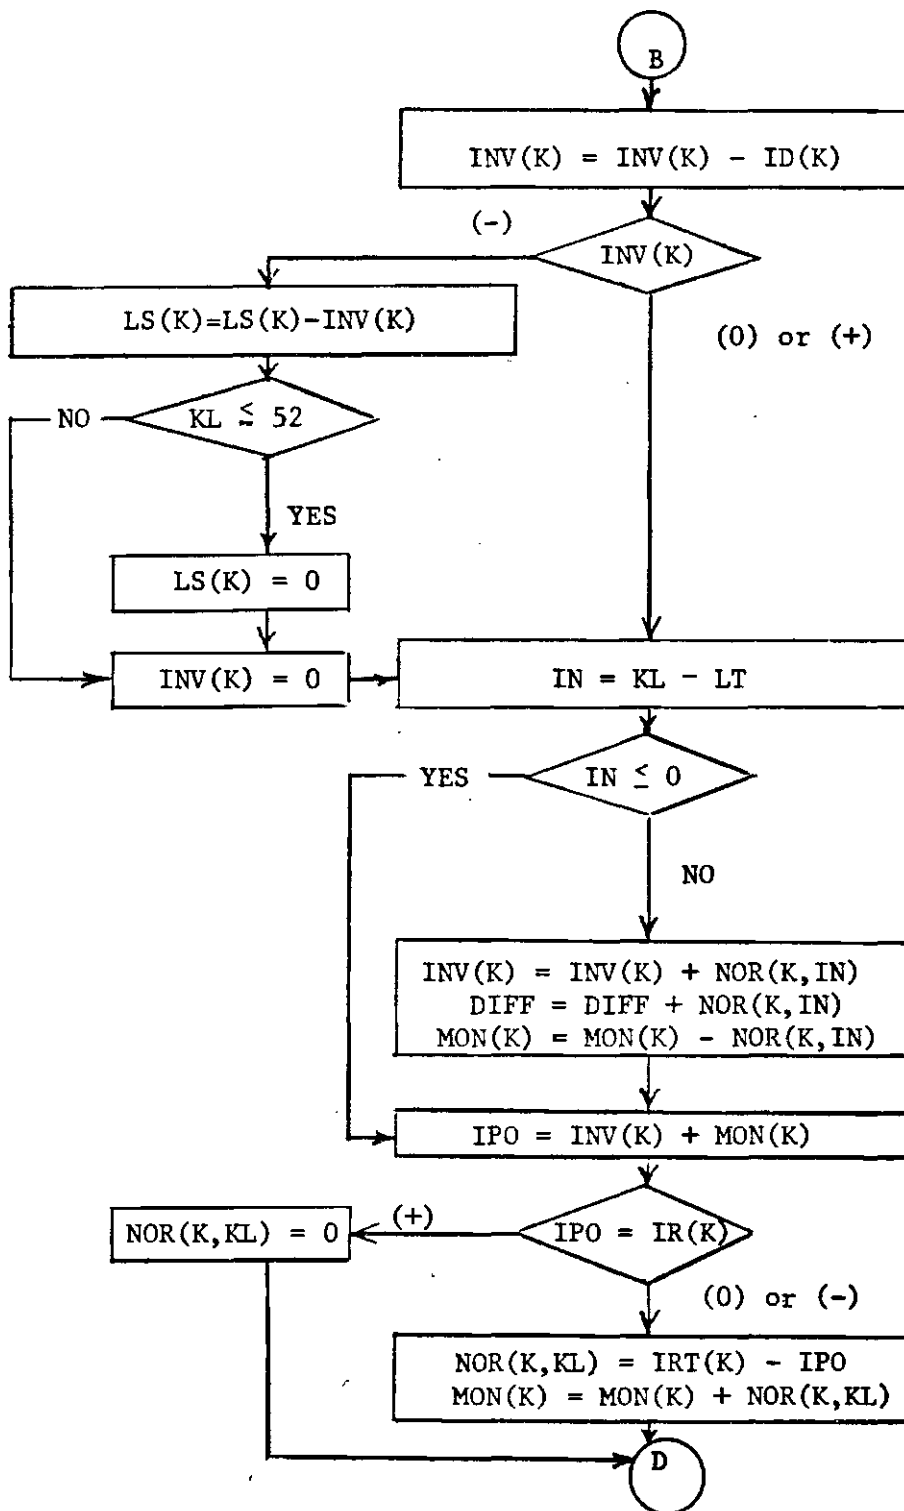 B
INV(K) = INV(K) - ID(K)
(-)
INV(K)
LS(K)=LS(K)-INV(K)
(0) or (+)
NO
KL ≤ 52
YES
LS(K) = 0
INV(K) = 0
IN = KL - LT
YES
IN ≤ 0
NO
INV(K) = INV(K) + NOR(K,IN)
DIFF = DIFF + NOR(K,IN)
MON(K) = MON(K) - NOR(K,IN)
IPO = INV(K) + MON(K)
NOR(K,KL) = 0
(+)
IPO = IR(K)
(0) or (-)
NOR(K,KL) = IRT(K) - IPO
MON(K) = MON(K) + NOR(K,KL)
D